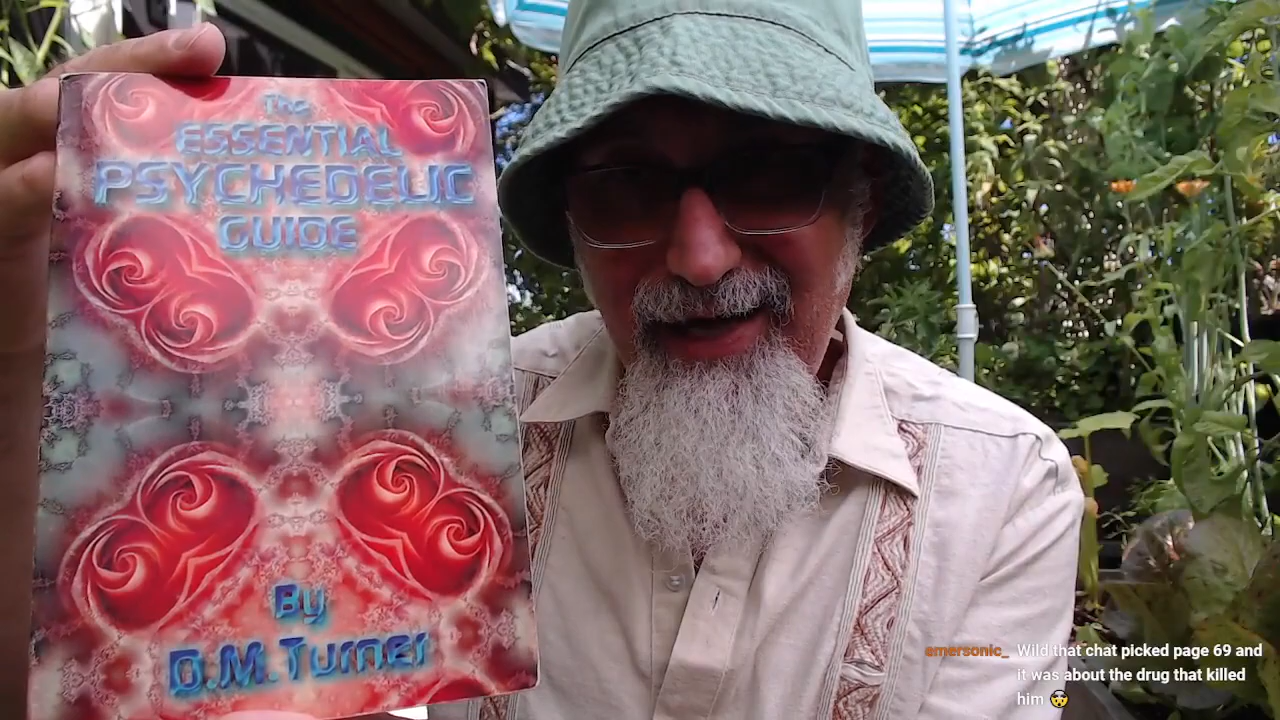 The
ESSENTIAL
PSYCHEDELIC
GUIDE
By
D.M. Turner
emersonic_ Wild that chat picked page 69 and
it was about the drug that killed
him 🤯